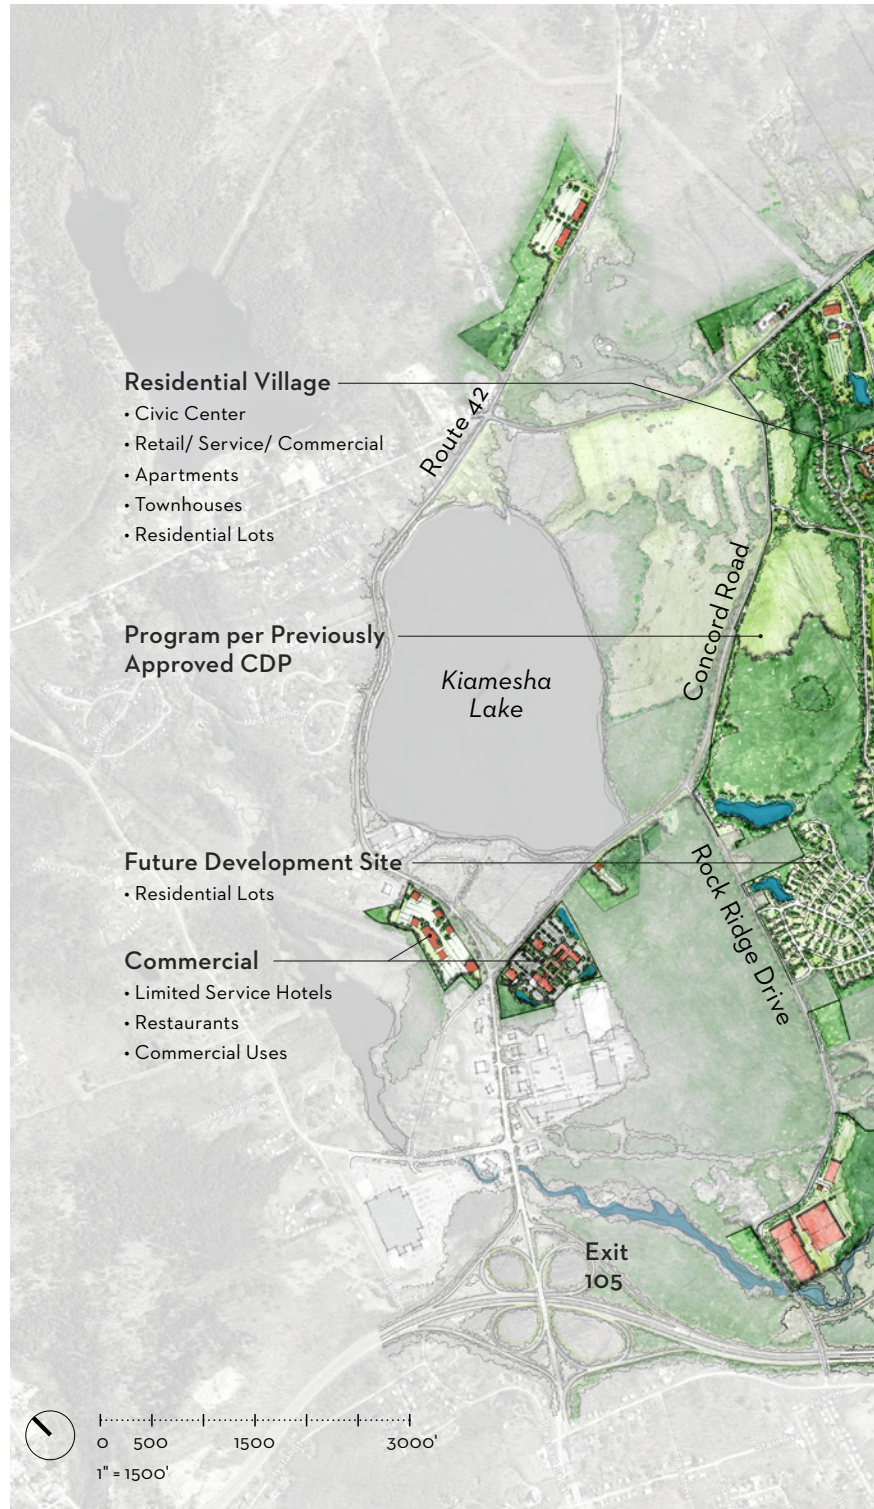 Residential Village
• Civic Center
• Retail/ Service/ Commercial
• Apartments
• Townhouses
• Residential Lots
Route 42
Concord Road
Program per Previously
Approved CDP
Kiamesha
Lake
Future Development Site
• Residential Lots
Rock Ridge Drive
Commercial
• Limited Service Hotels
• Restaurants
• Commercial Uses
Exit
105
0 500 1500 3000'
1" = 1500'